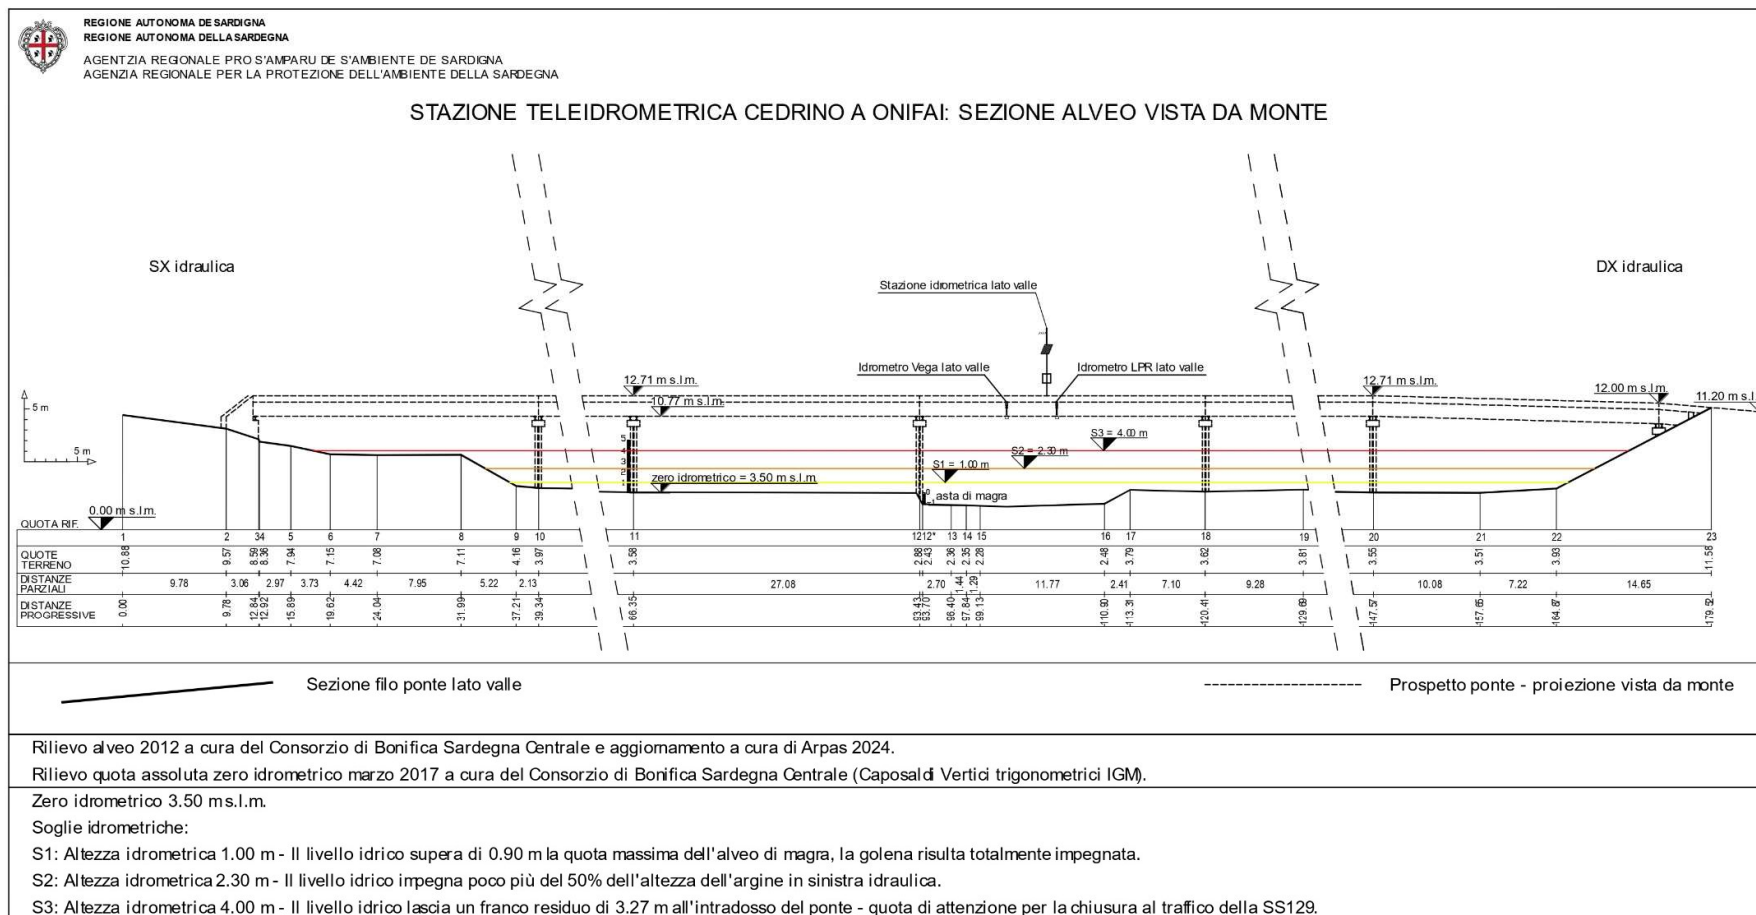 REGIONE AUTONOMA DE SARDIGNA
REGIONE AUTONOMA DELLA SARDEGNA
AGENTZIA REGIONALE PRO S'AMPARU DE S'AMBIENTE DE SARDIGNA
AGENZIA REGIONALE PER LA PROTEZIONE DELL'AMBIENTE DELLA SARDEGNA
STAZIONE TELEIDROMETRICA CEDRINO A ONIFAI: SEZIONE ALVEO VISTA DA MONTE
SX idraulica
DX idraulica
Stazione idrometrica lato valle
Idrometro Vega lato valle
Idrometro LPR lato valle
12.71 m s.l.m.
12.71 m s.l.m.
12.00 m s.l.m.
11.20 m s.l
10.77 m s.l.m.
5 m
5 m
S3 = 4.00 m
S2 = 2.30 m
S1 = 1.00 m
zero idrometrico = 3.50 m s.l.m.
asta di magra
0.00 m s.l.m.
QUOTA RIF.
1 2 3 4 5 6 7 8 9 10 11 12 12* 13 14 15 16 17 18 19 20 21 22 23
QUOTE TERRENO
10.88 9.57 8.59 8.36 7.94 7.15 7.08 7.11 4.16 3.97 3.58 2.88 2.43 2.36 2.35 2.28 2.48 3.79 3.62 3.81 3.55 3.51 3.93 11.58
DISTANZE PARZIALI
9.78 3.06 2.97 3.73 4.42 7.95 5.22 2.13 27.08 2.70 1.44 1.29 11.77 2.41 7.10 9.28 10.08 7.22 14.65
DISTANZE PROGRESSIVE
0.00 9.78 12.84 12.92 15.89 19.62 24.04 31.99 37.21 39.34 66.35 93.43 93.70 96.40 97.84 99.13 110.90 113.31 120.41 129.69 147.57 157.65 164.87 179.52
Sezione filo ponte lato valle
Prospetto ponte - proiezione vista da monte
Rilievo alveo 2012 a cura del Consorzio di Bonifica Sardegna Centrale e aggiornamento a cura di Arpas 2024.
Rilievo quota assoluta zero idrometrico marzo 2017 a cura del Consorzio di Bonifica Sardegna Centrale (Caposaldi Vertici trigonometrici IGM).
Zero idrometrico 3.50 m s.l.m.
Soglie idrometriche:
S1: Altezza idrometrica 1.00 m - Il livello idrico supera di 0.90 m la quota massima dell'alveo di magra, la golena risulta totalmente impegnata.
S2: Altezza idrometrica 2.30 m - Il livello idrico impegna poco più del 50% dell'altezza dell'argine in sinistra idraulica.
S3: Altezza idrometrica 4.00 m - Il livello idrico lascia un franco residuo di 3.27 m all'intradosso del ponte - quota di attenzione per la chiusura al traffico della SS129.